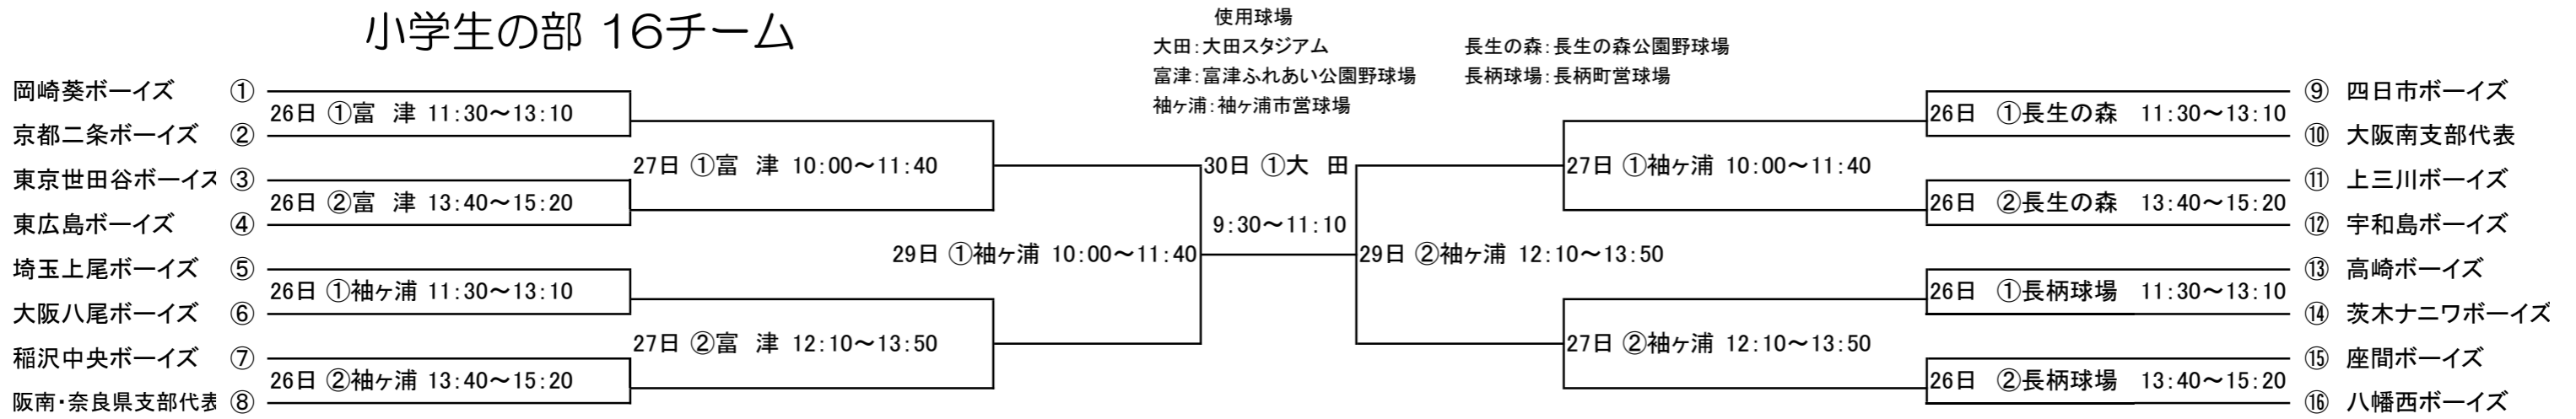 小学生の部 16チーム
使用球場
大田：大田スタジアム
長生の森：長生の森公園野球場
富津：富津ふれあい公園野球場
長柄球場：長柄町営球場
袖ヶ浦：袖ヶ浦市営球場
岡崎葵ボーイズ ①
26日 ①富 津 11:30～13:10
京都二条ボーイズ ②
27日 ①富 津 10:00～11:40
東京世田谷ボーイズ ③
26日 ②富 津 13:40～15:20
東広島ボーイズ ④
29日 ①袖ヶ浦 10:00～11:40
埼玉上尾ボーイズ ⑤
26日 ①袖ヶ浦 11:30～13:10
大阪八尾ボーイズ ⑥
27日 ②富 津 12:10～13:50
稲沢中央ボーイズ ⑦
26日 ②袖ヶ浦 13:40～15:20
阪南・奈良県支部代表 ⑧
30日 ①大 田
9:30～11:10
⑨ 四日市ボーイズ
26日 ①長生の森 11:30～13:10
⑩ 大阪南支部代表
27日 ①袖ヶ浦 10:00～11:40
⑪ 上三川ボーイズ
26日 ②長生の森 13:40～15:20
⑫ 宇和島ボーイズ
29日 ②袖ヶ浦 12:10～13:50
⑬ 高崎ボーイズ
26日 ①長柄球場 11:30～13:10
⑭ 茨木ナニワボーイズ
27日 ②袖ヶ浦 12:10～13:50
⑮ 座間ボーイズ
26日 ②長柄球場 13:40～15:20
⑯ 八幡西ボーイズ